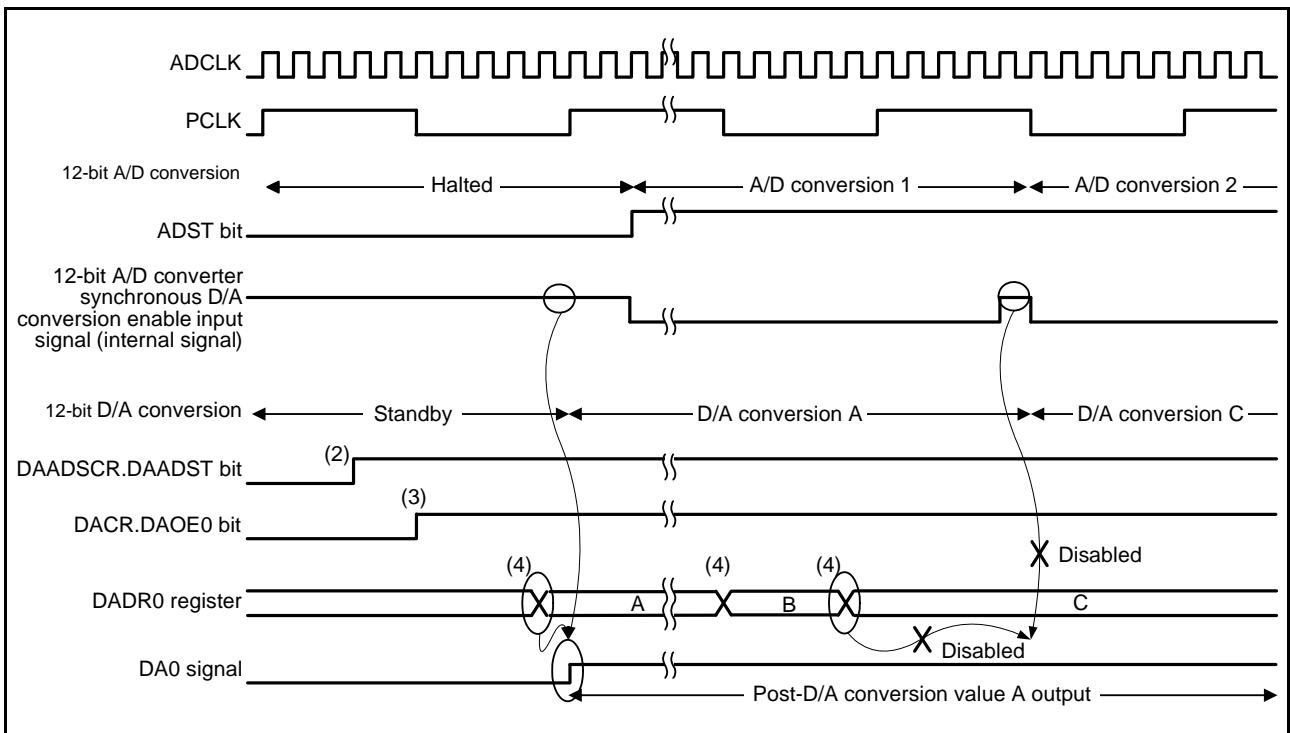 ADCLK
PCLK
12-bit A/D conversion
Halted
A/D conversion 1
A/D conversion 2
ADST bit
12-bit A/D converter
synchronous D/A
conversion enable input
signal (internal signal)
12-bit D/A conversion
Standby
D/A conversion A
D/A conversion C
DAADSCR.DAADST bit
(2)
DACR.DAOE0 bit
(3)
Disabled
(4)
(4)
(4)
DADR0 register
A
B
C
Disabled
DA0 signal
Post-D/A conversion value A output